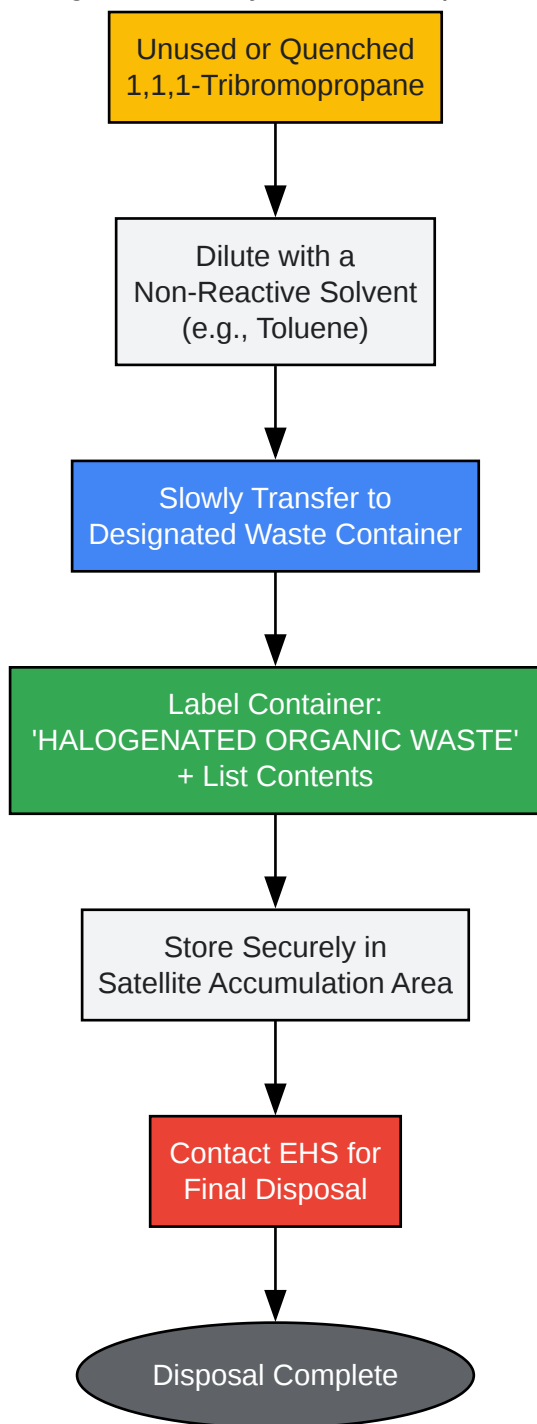 Unused or Quenched
1,1,1-Tribromopropane
Dilute with a
Non-Reactive Solvent
(e.g., Toluene)
Slowly Transfer to
Designated Waste Container
Label Container:
'HALOGENATED ORGANIC WASTE'
+ List Contents
Store Securely in
Satellite Accumulation Area
Contact EHS for
Final Disposal
Disposal Complete